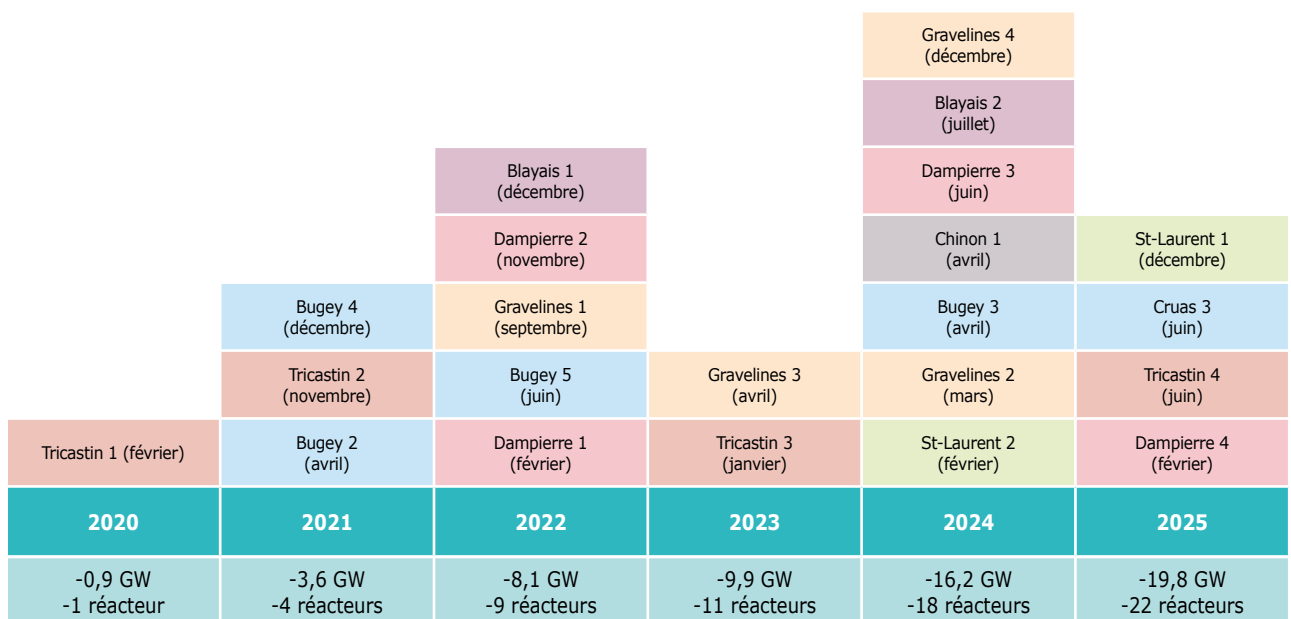 Gravelines 4
(décembre)
Blayais 2
(juillet)
Blayais 1
(décembre)
Dampierre 3
(juin)
Dampierre 2
(novembre)
Chinon 1
(avril)
St-Laurent 1
(décembre)
Bugey 4
(décembre)
Gravelines 1
(septembre)
Bugey 3
(avril)
Cruas 3
(juin)
Tricastin 2
(novembre)
Bugey 5
(juin)
Gravelines 3
(avril)
Gravelines 2
(mars)
Tricastin 4
(juin)
Tricastin 1 (février)
Bugey 2
(avril)
Dampierre 1
(février)
Tricastin 3
(janvier)
St-Laurent 2
(février)
Dampierre 4
(février)
2020 2021 2022 2023 2024 2025
-0,9 GW -3,6 GW -8,1 GW -9,9 GW -16,2 GW -19,8 GW
-1 réacteur -4 réacteurs -9 réacteurs -11 réacteurs -18 réacteurs -22 réacteurs